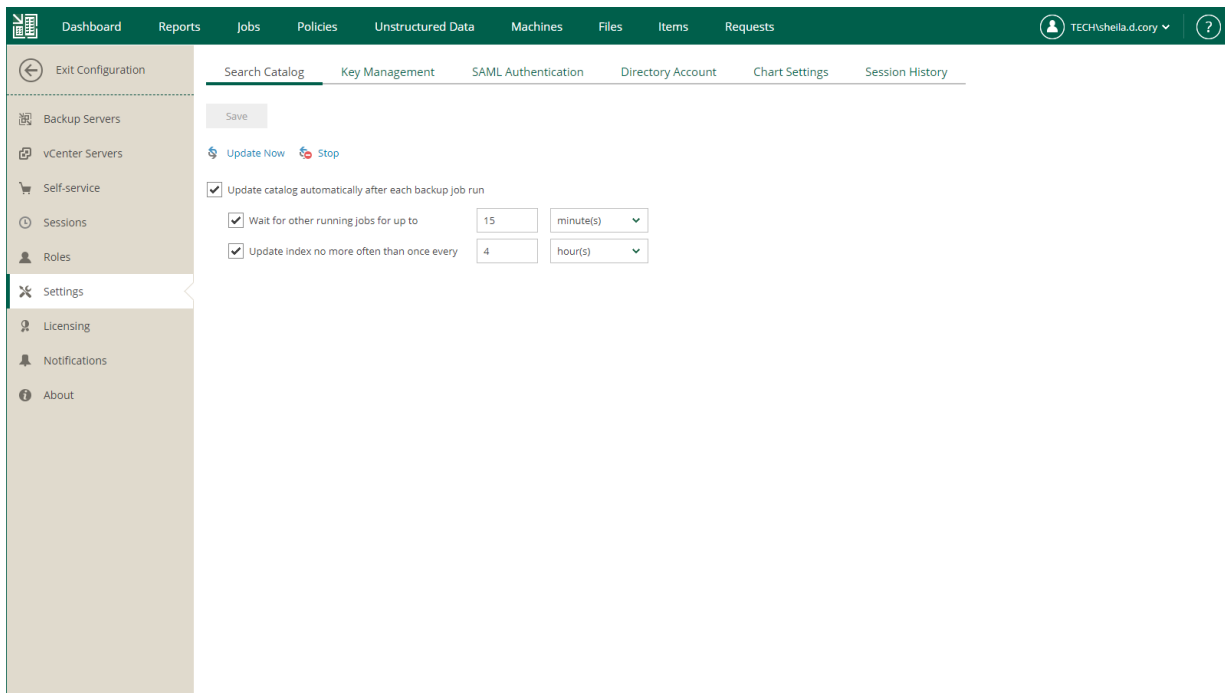 Dashboard Reports Jobs Policies Unstructured Data Machines Files Items Requests TECH\sheila.d.cory ?
Exit Configuration
Backup Servers
vCenter Servers
Self-service
Sessions
Roles
Settings
Licensing
Notifications
About
Search Catalog Key Management SAML Authentication Directory Account Chart Settings Session History
Save
Update Now Stop
Update catalog automatically after each backup job run
Wait for other running jobs for up to 15 minute(s)
Update index no more often than once every 4 hour(s)